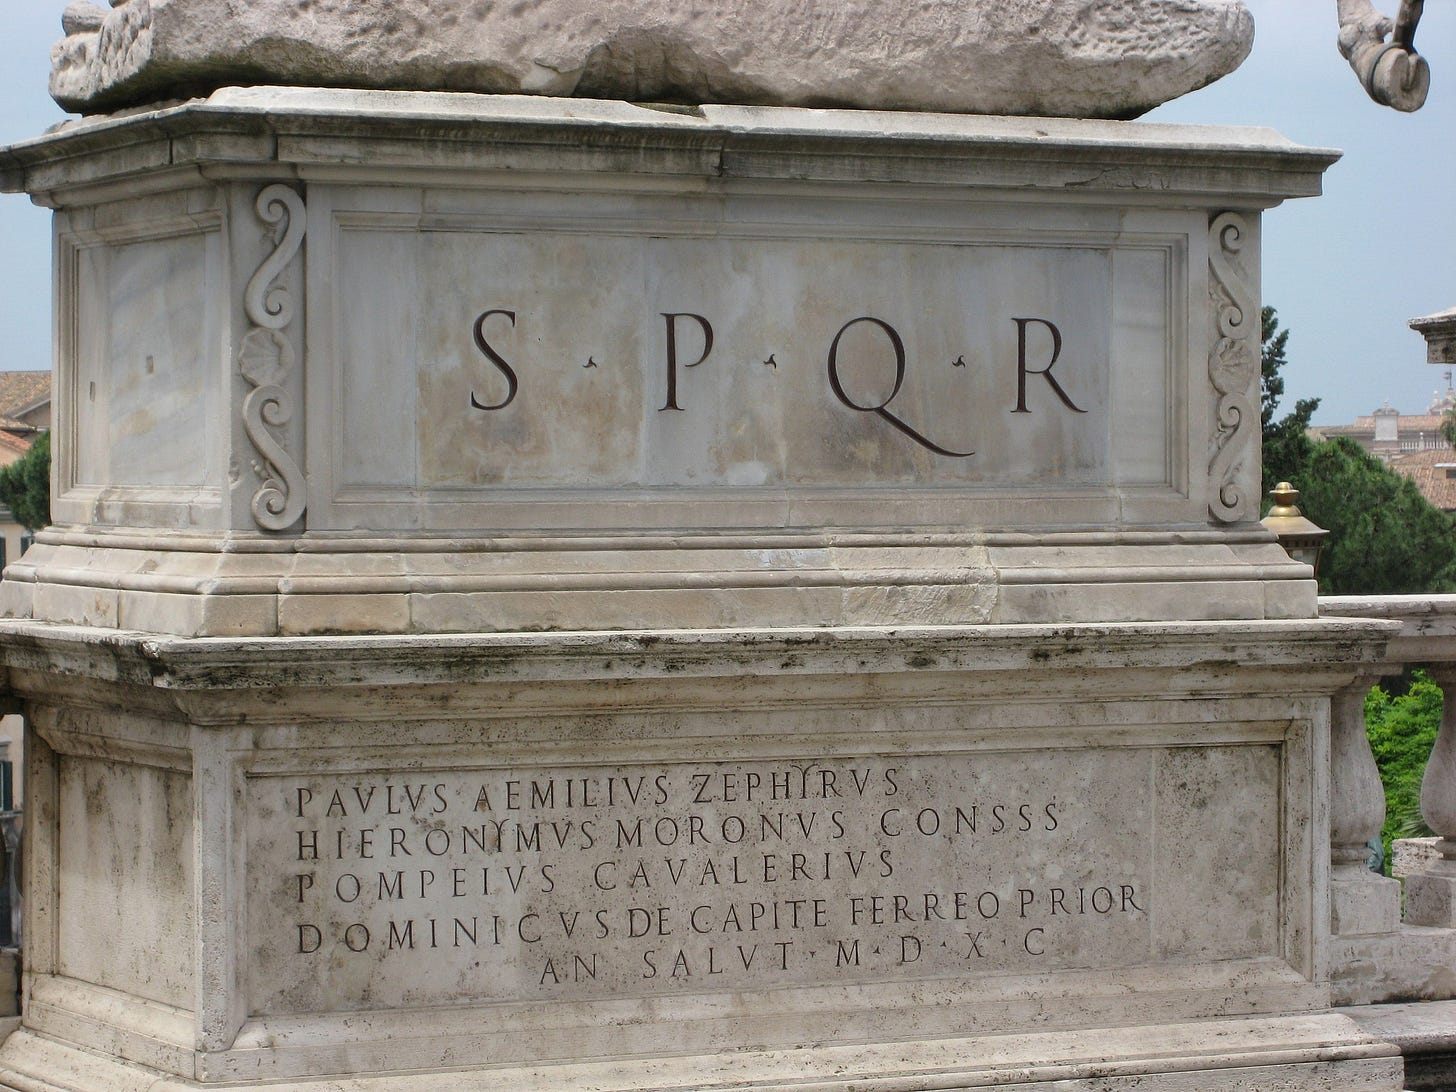 S · P · Q · R
PAVLVS AEMILIVS ZEPHYRVS
HIERONYMVS MORONVS CONSSS
POMPEIVS CAVALERIVS
DOMINICVS DE CAPITE FERREO PRIOR
AN SALVT · M · D · X · C